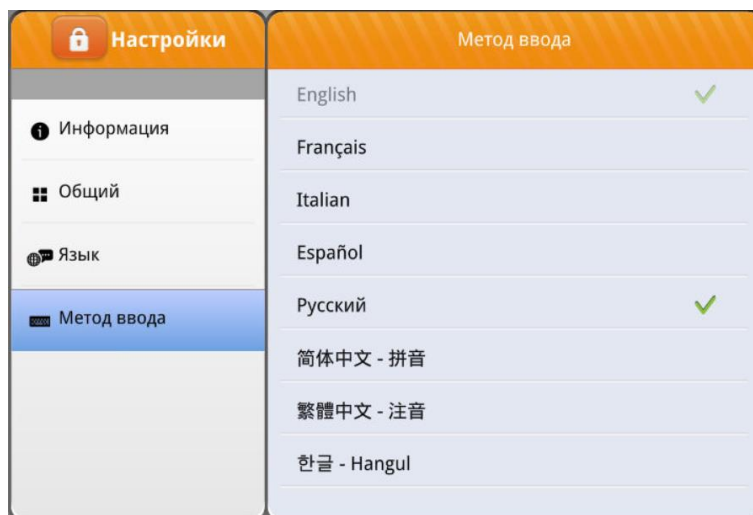 Настройки
Информация
Общий
Язык
Метод ввода
Метод ввода
English
Français
Italian
Español
Русский
简体中文 - 拼音
繁體中文 - 注音
한글 - Hangul